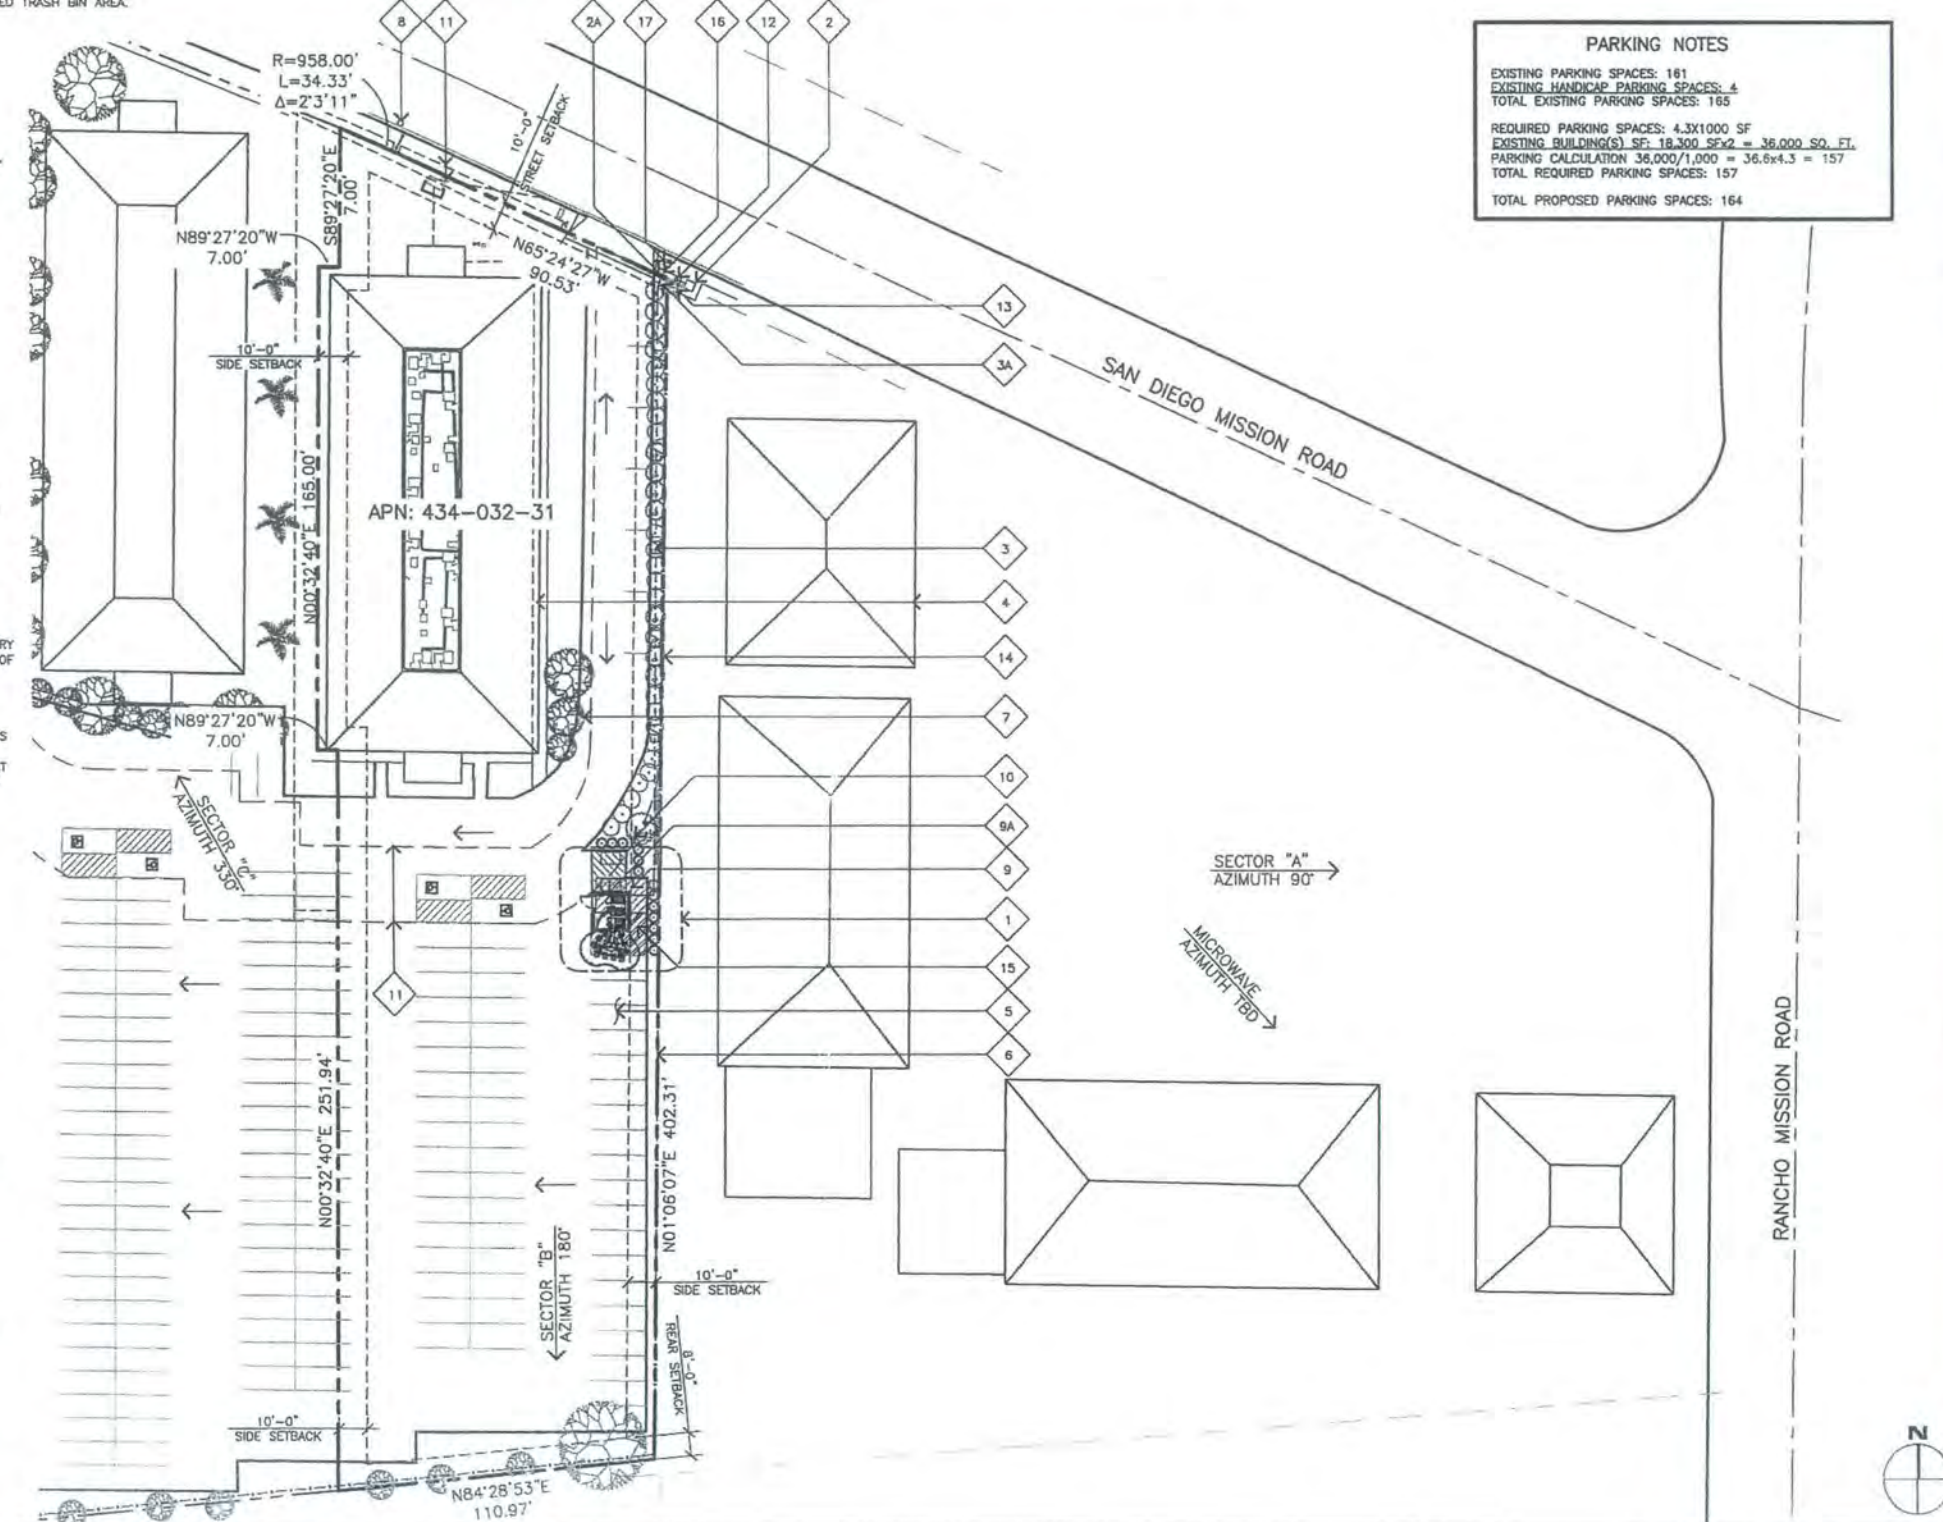 ED TRASH BIN AREA.
8
11
2A
17
16
12
2
PARKING NOTES
EXISTING PARKING SPACES: 161
EXISTING HANDICAP PARKING SPACES: 4
TOTAL EXISTING PARKING SPACES: 165
REQUIRED PARKING SPACES: 4.3X1000 SF
EXISTING BUILDING(S) SF: 18,300 SFx2 = 36,000 SQ. FT.
PARKING CALCULATION 36,000/1,000 = 36.6x4.3 = 157
TOTAL REQUIRED PARKING SPACES: 157
TOTAL PROPOSED PARKING SPACES: 164
R=958.00'
L=34.33'
Δ=2°3'11"
10'-0"
STREET SETBACK
S89°27'20"E
7.00'
N89°27'20"W
7.00'
N65°24'27"W
90.53'
13
3A
10'-0"
SIDE SETBACK
SAN DIEGO MISSION ROAD
N00°32'40"E 165.00'
APN: 434-032-31
3
4
14
7
10
9A
9
1
15
5
6
RY
OF
S
T
N89°27'20"W
7.00'
SECTOR "C"
AZIMUTH 330°
SECTOR "A"
AZIMUTH 90°
MICROWAVE
AZIMUTH TBD
11
N00°32'40"E 251.94'
N01°06'07"E 402.31'
RANCHO MISSION ROAD
SECTOR "B"
AZIMUTH 180°
10'-0"
SIDE SETBACK
8'-0"
REAR SETBACK
10'-0"
SIDE SETBACK
N84°28'53"E
110.97'
N